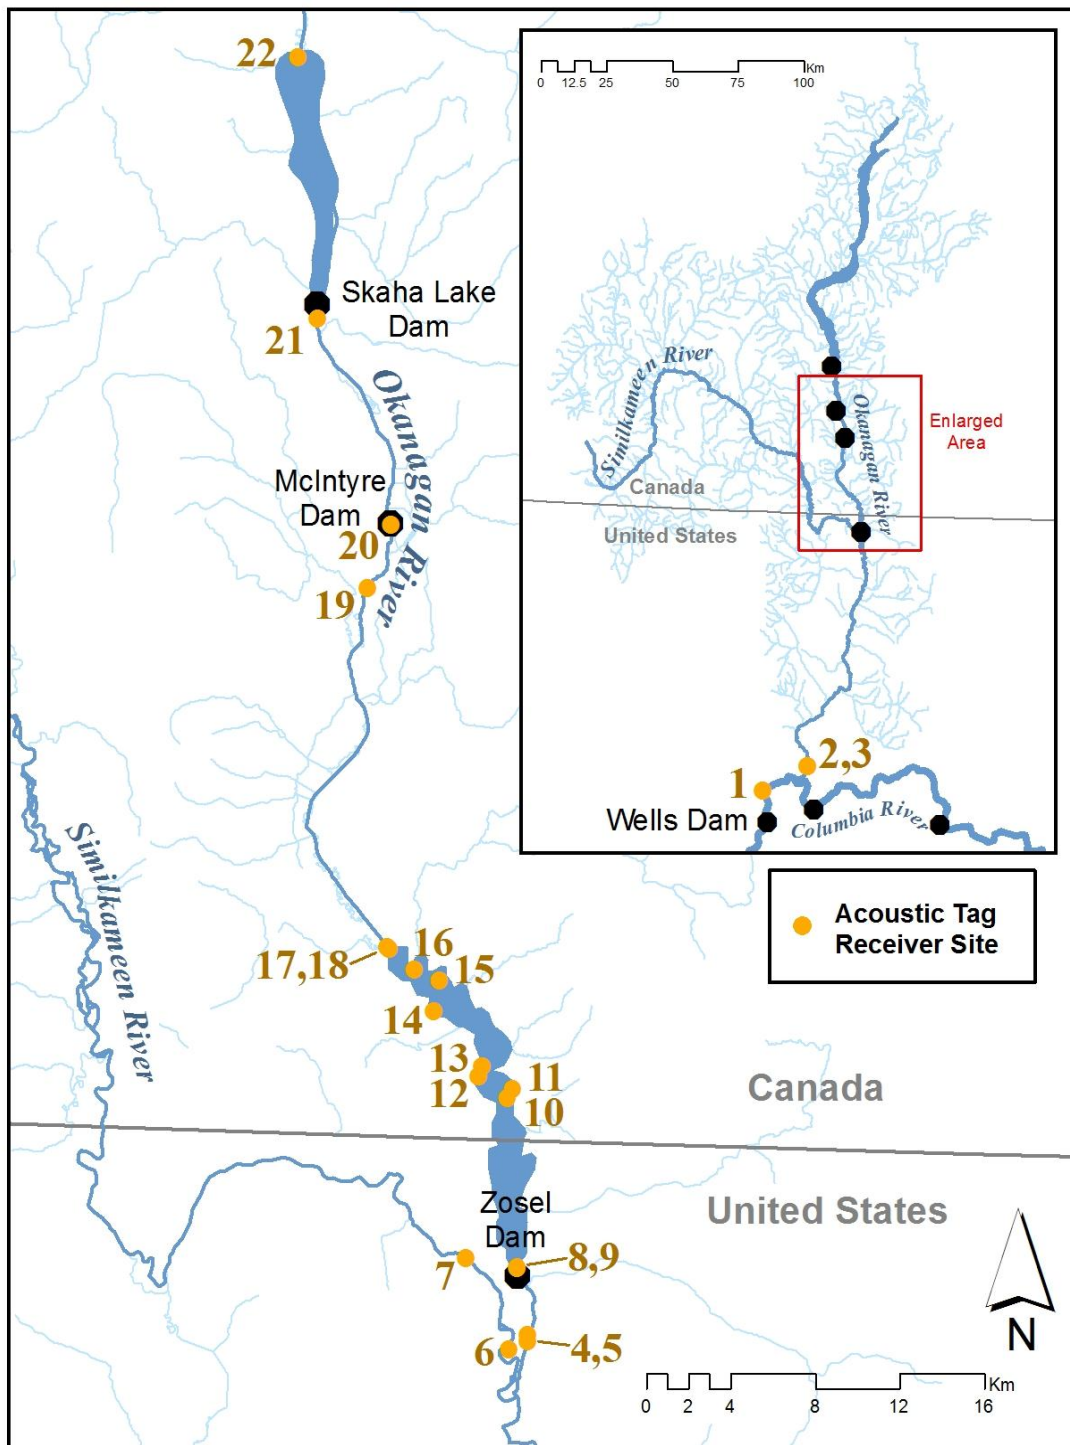 22
Skaha Lake
Dam
21
Okanagan River
McIntyre
Dam
20
19
Similkameen River
17,18
16
15
14
13
12
11
10
Canada
United States
Zosel
Dam
8,9
7
6
4,5
N
Km
0 2 4 8 12 16
Km
0 12.5 25 50 75 100
Similkameen River
Okanagan River
Enlarged
Area
Canada
United States
2,3
1
Wells Dam
Columbia River
Acoustic Tag
Receiver Site